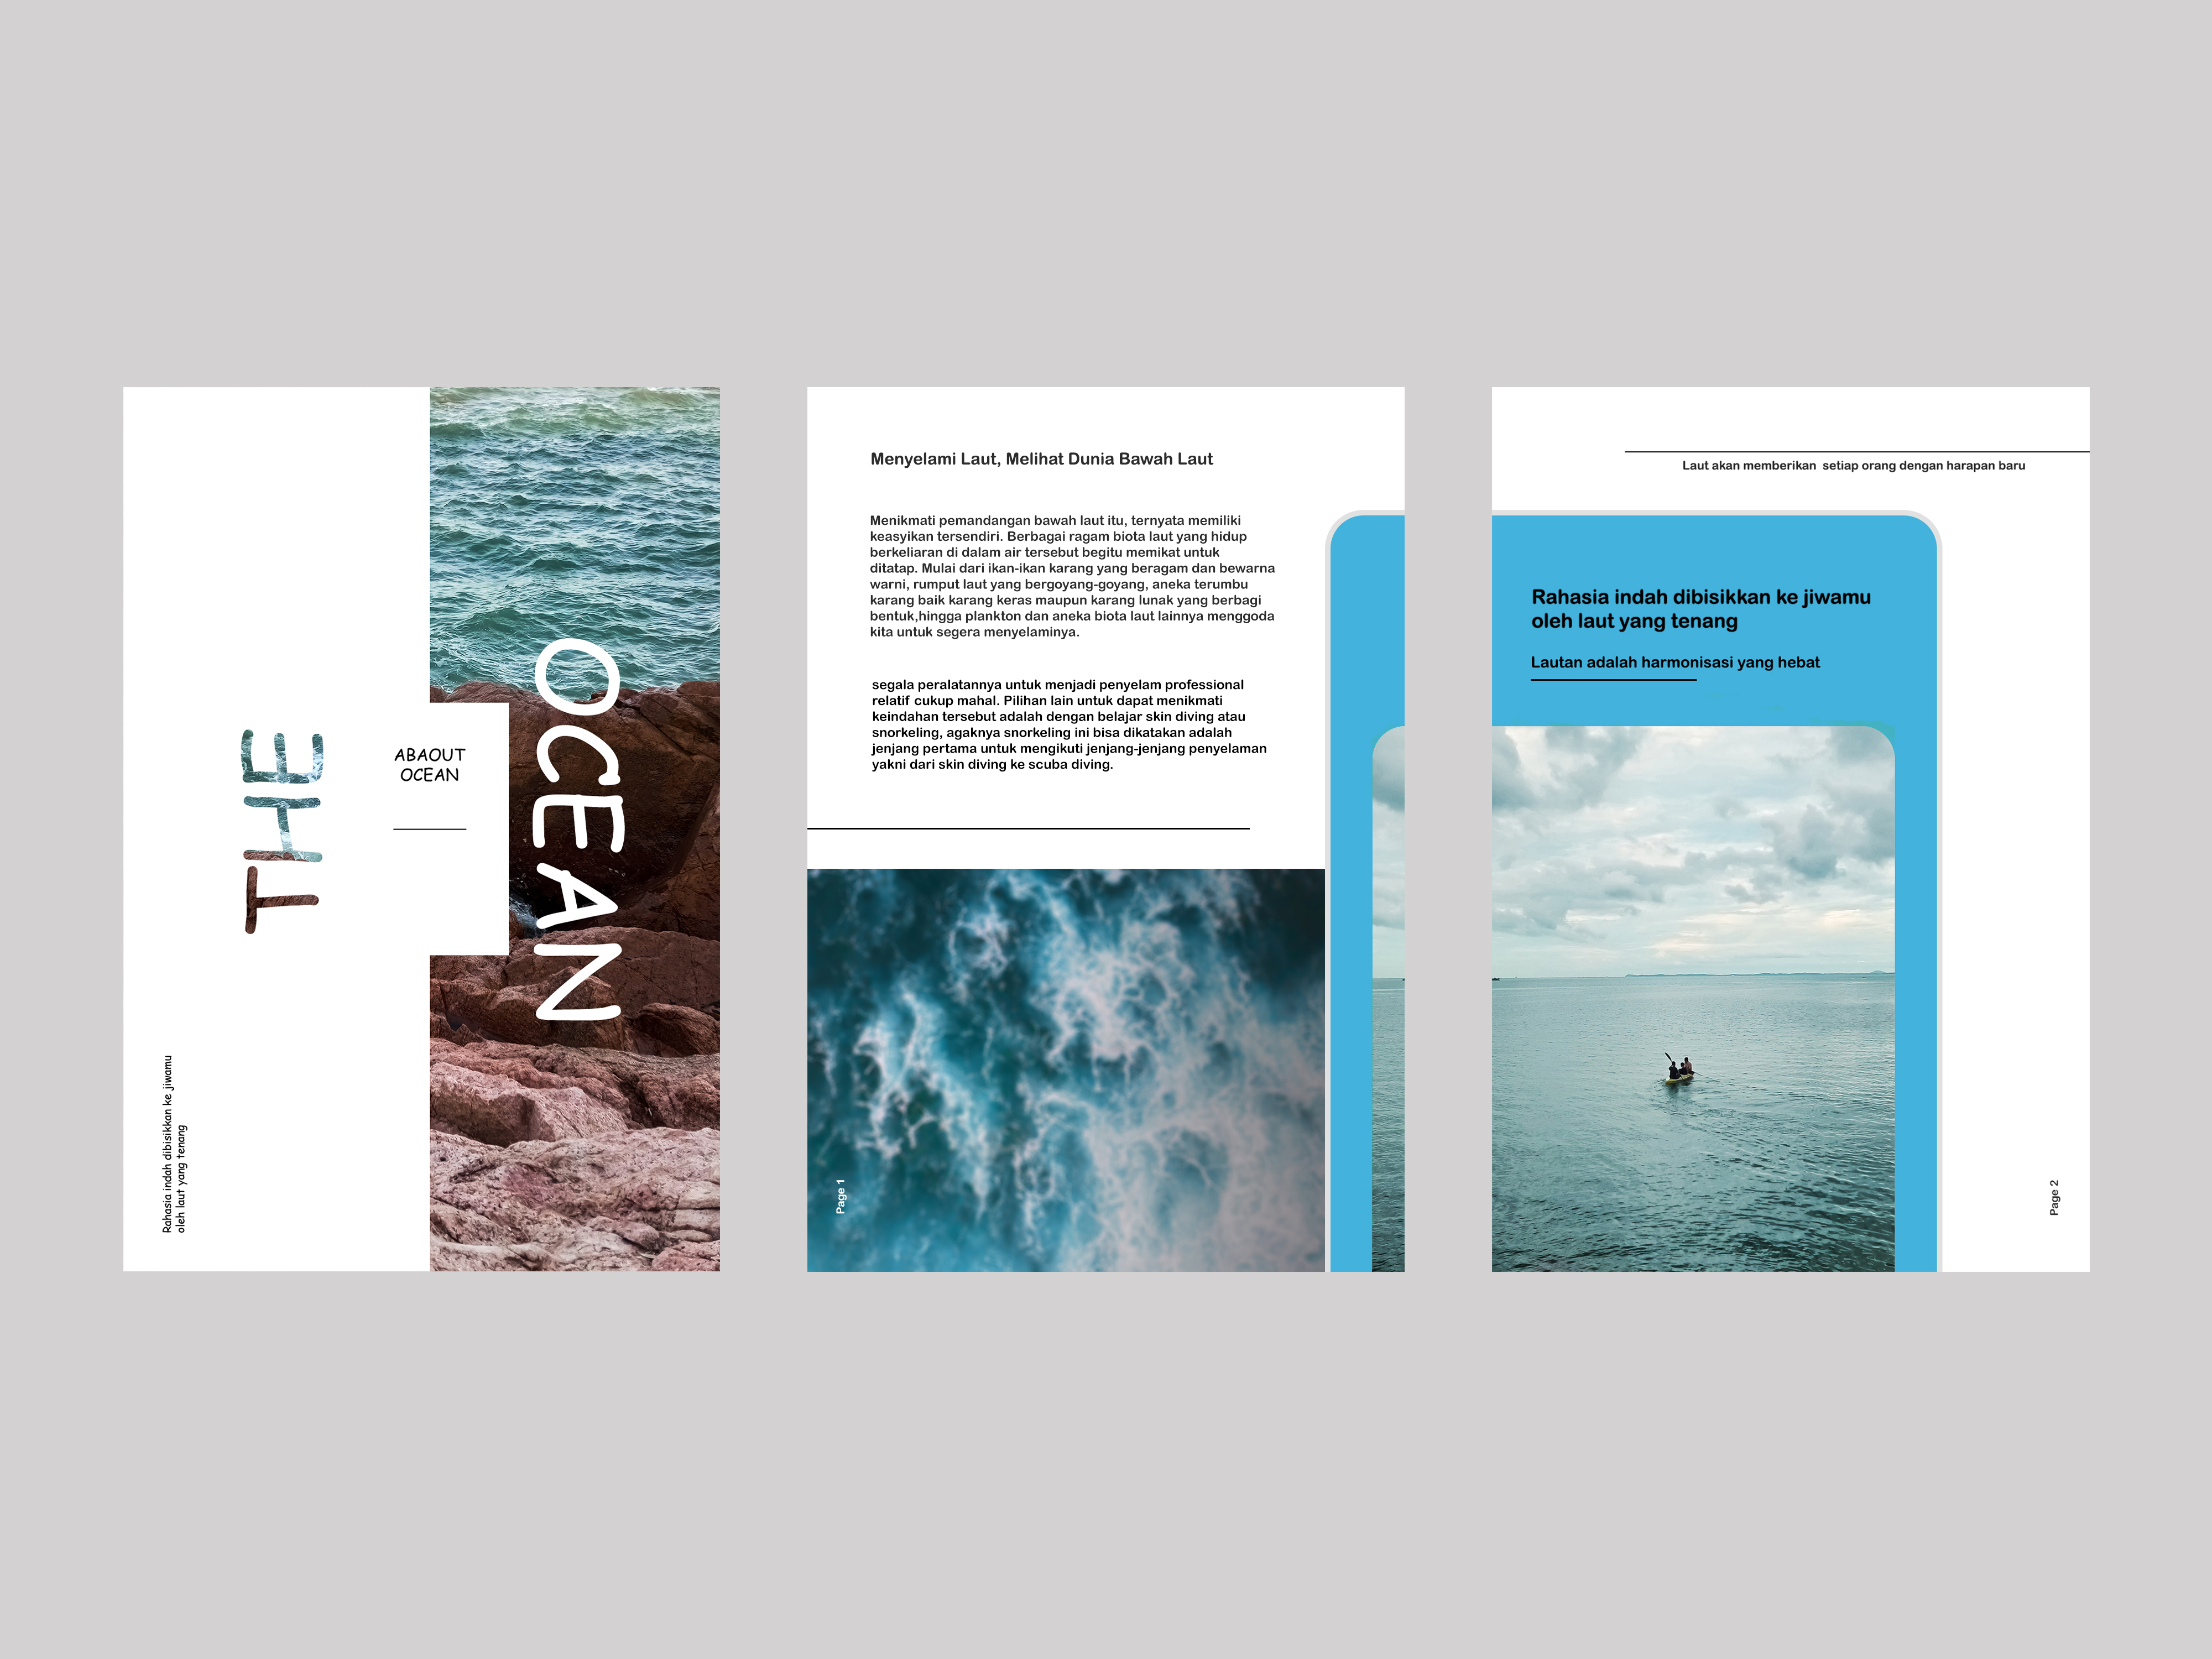 THE
ABAOUT
OCEAN
OCEAN
Rahasia indah dibisikkan ke jiwamu
oleh laut yang tenang
Menyelami Laut, Melihat Dunia Bawah Laut
Menikmati pemandangan bawah laut itu, ternyata memiliki
keasyikan tersendiri. Berbagai ragam biota laut yang hidup
berkeliaran di dalam air tersebut begitu memikat untuk
ditatap. Mulai dari ikan-ikan karang yang beragam dan bewarna
warni, rumput laut yang bergoyang-goyang, aneka terumbu
karang baik karang keras maupun karang lunak yang berbagi
bentuk,hingga plankton dan aneka biota laut lainnya menggoda
kita untuk segera menyelaminya.
segala peralatannya untuk menjadi penyelam professional
relatif cukup mahal. Pilihan lain untuk dapat menikmati
keindahan tersebut adalah dengan belajar skin diving atau
snorkeling, agaknya snorkeling ini bisa dikatakan adalah
jenjang pertama untuk mengikuti jenjang-jenjang penyelaman
yakni dari skin diving ke scuba diving.
Page 1
Laut akan memberikan  setiap orang dengan harapan baru
Rahasia indah dibisikkan ke jiwamu
oleh laut yang tenang
Lautan adalah harmonisasi yang hebat
Page 2